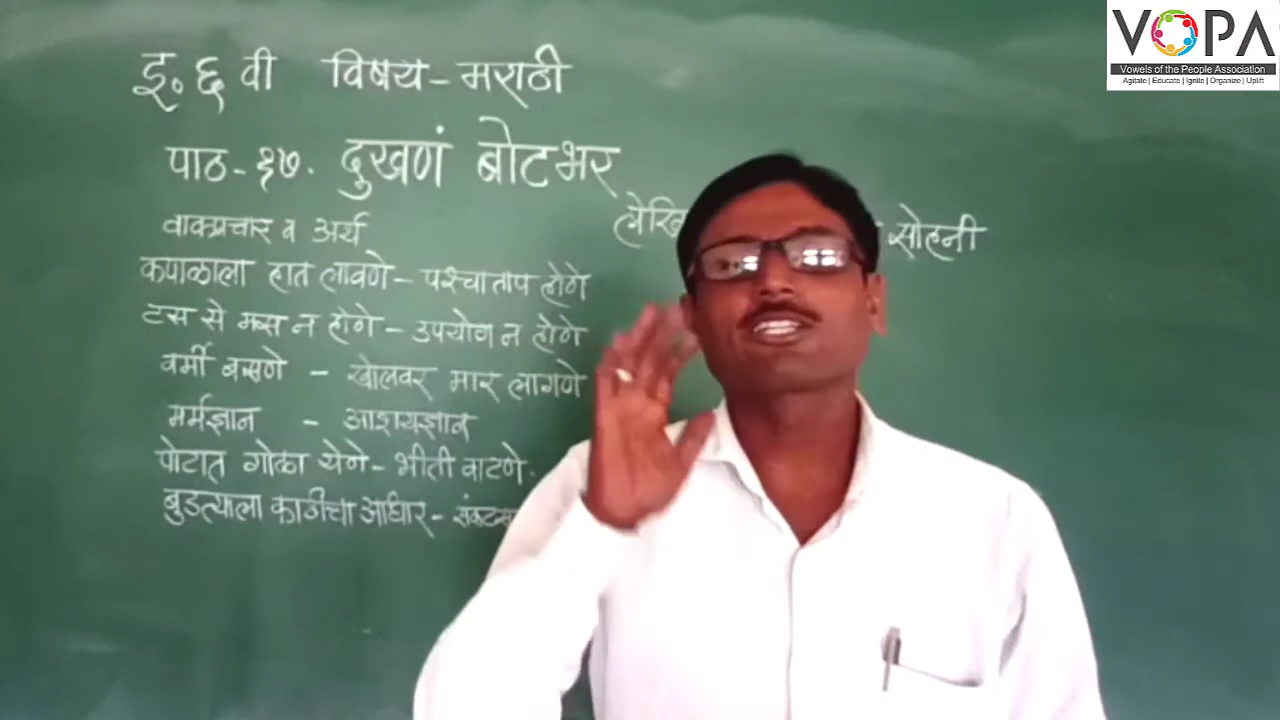 VOPA
Vowels of the People Association
Agitate | Educate | Ignite | Organize | Uplift
इ. ६ वी विषय - मराठी
पाठ - १७. दुखणं बोटभर
सोहनी
वाक्प्रचार व अर्थ
कपाळाला हात लावणे - पश्चाताप होणे
टस से मस न होणे - उपयोग न होणे
वर्मी बसणे - खोलवर मार लागणे
मर्मज्ञान - आशयज्ञान
पोटात गोळा येणे - भीती वाटणे.
बुडत्याला काडीचा आधार -